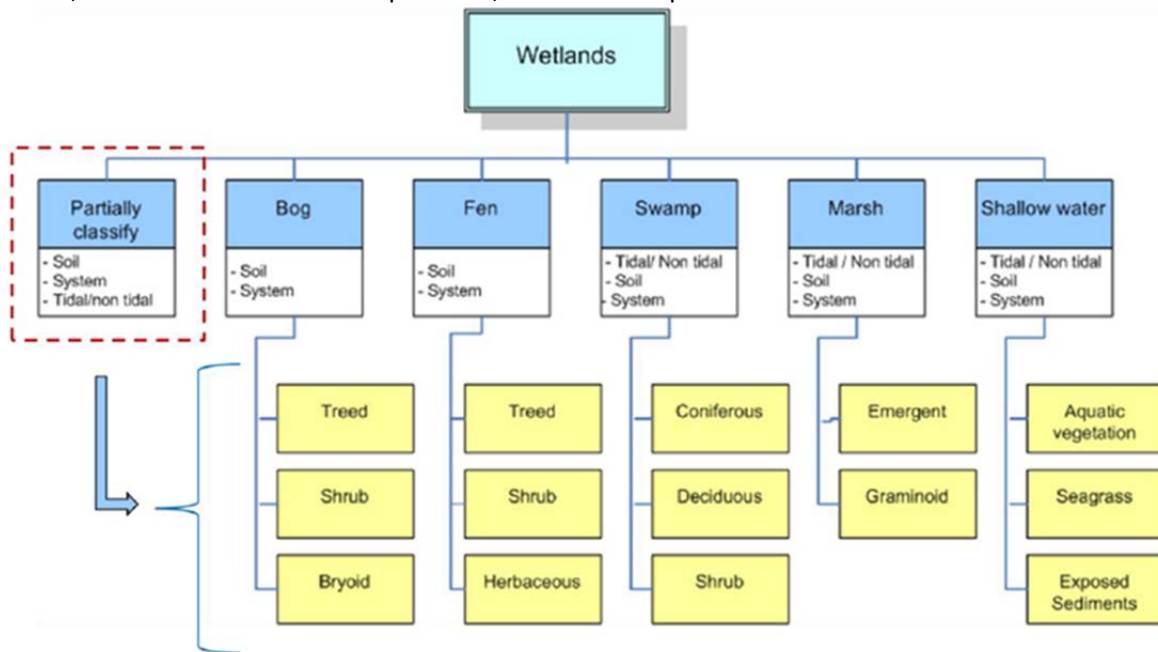 Wetlands
Partially
classify
- Soil
- System
- Tidal/non tidal
Bog
- Soil
- System
Fen
- Soil
- System
Swamp
- Tidal/ Non tidal
- Soil
- System
Marsh
- Tidal / Non tidal
- Soil
- System
Shallow water
- Tidal / Non tidal
- Soil
- System
Treed
Shrub
Bryoid
Treed
Shrub
Herbaceous
Coniferous
Deciduous
Shrub
Emergent
Graminoid
Aquatic
vegetation
Seagrass
Exposed
Sediments